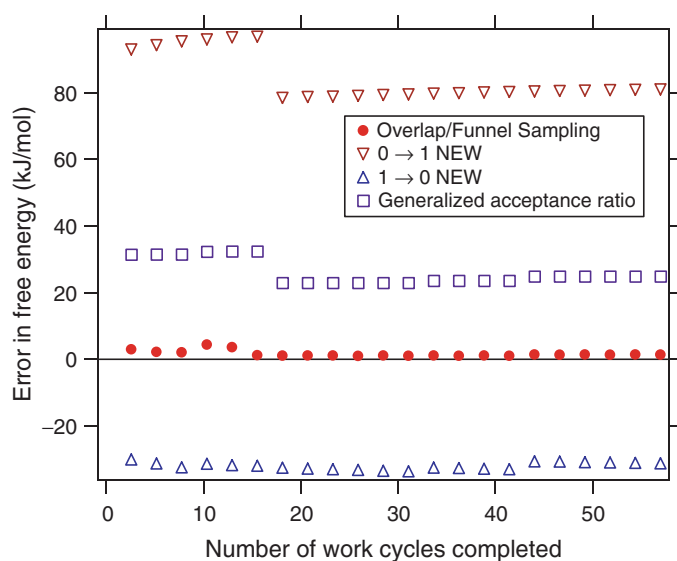 Error in free energy (kJ/mol)
80
60
40
20
0
−20
Overlap/Funnel Sampling
0 → 1 NEW
1 → 0 NEW
Generalized acceptance ratio
0 10 20 30 40 50
Number of work cycles completed